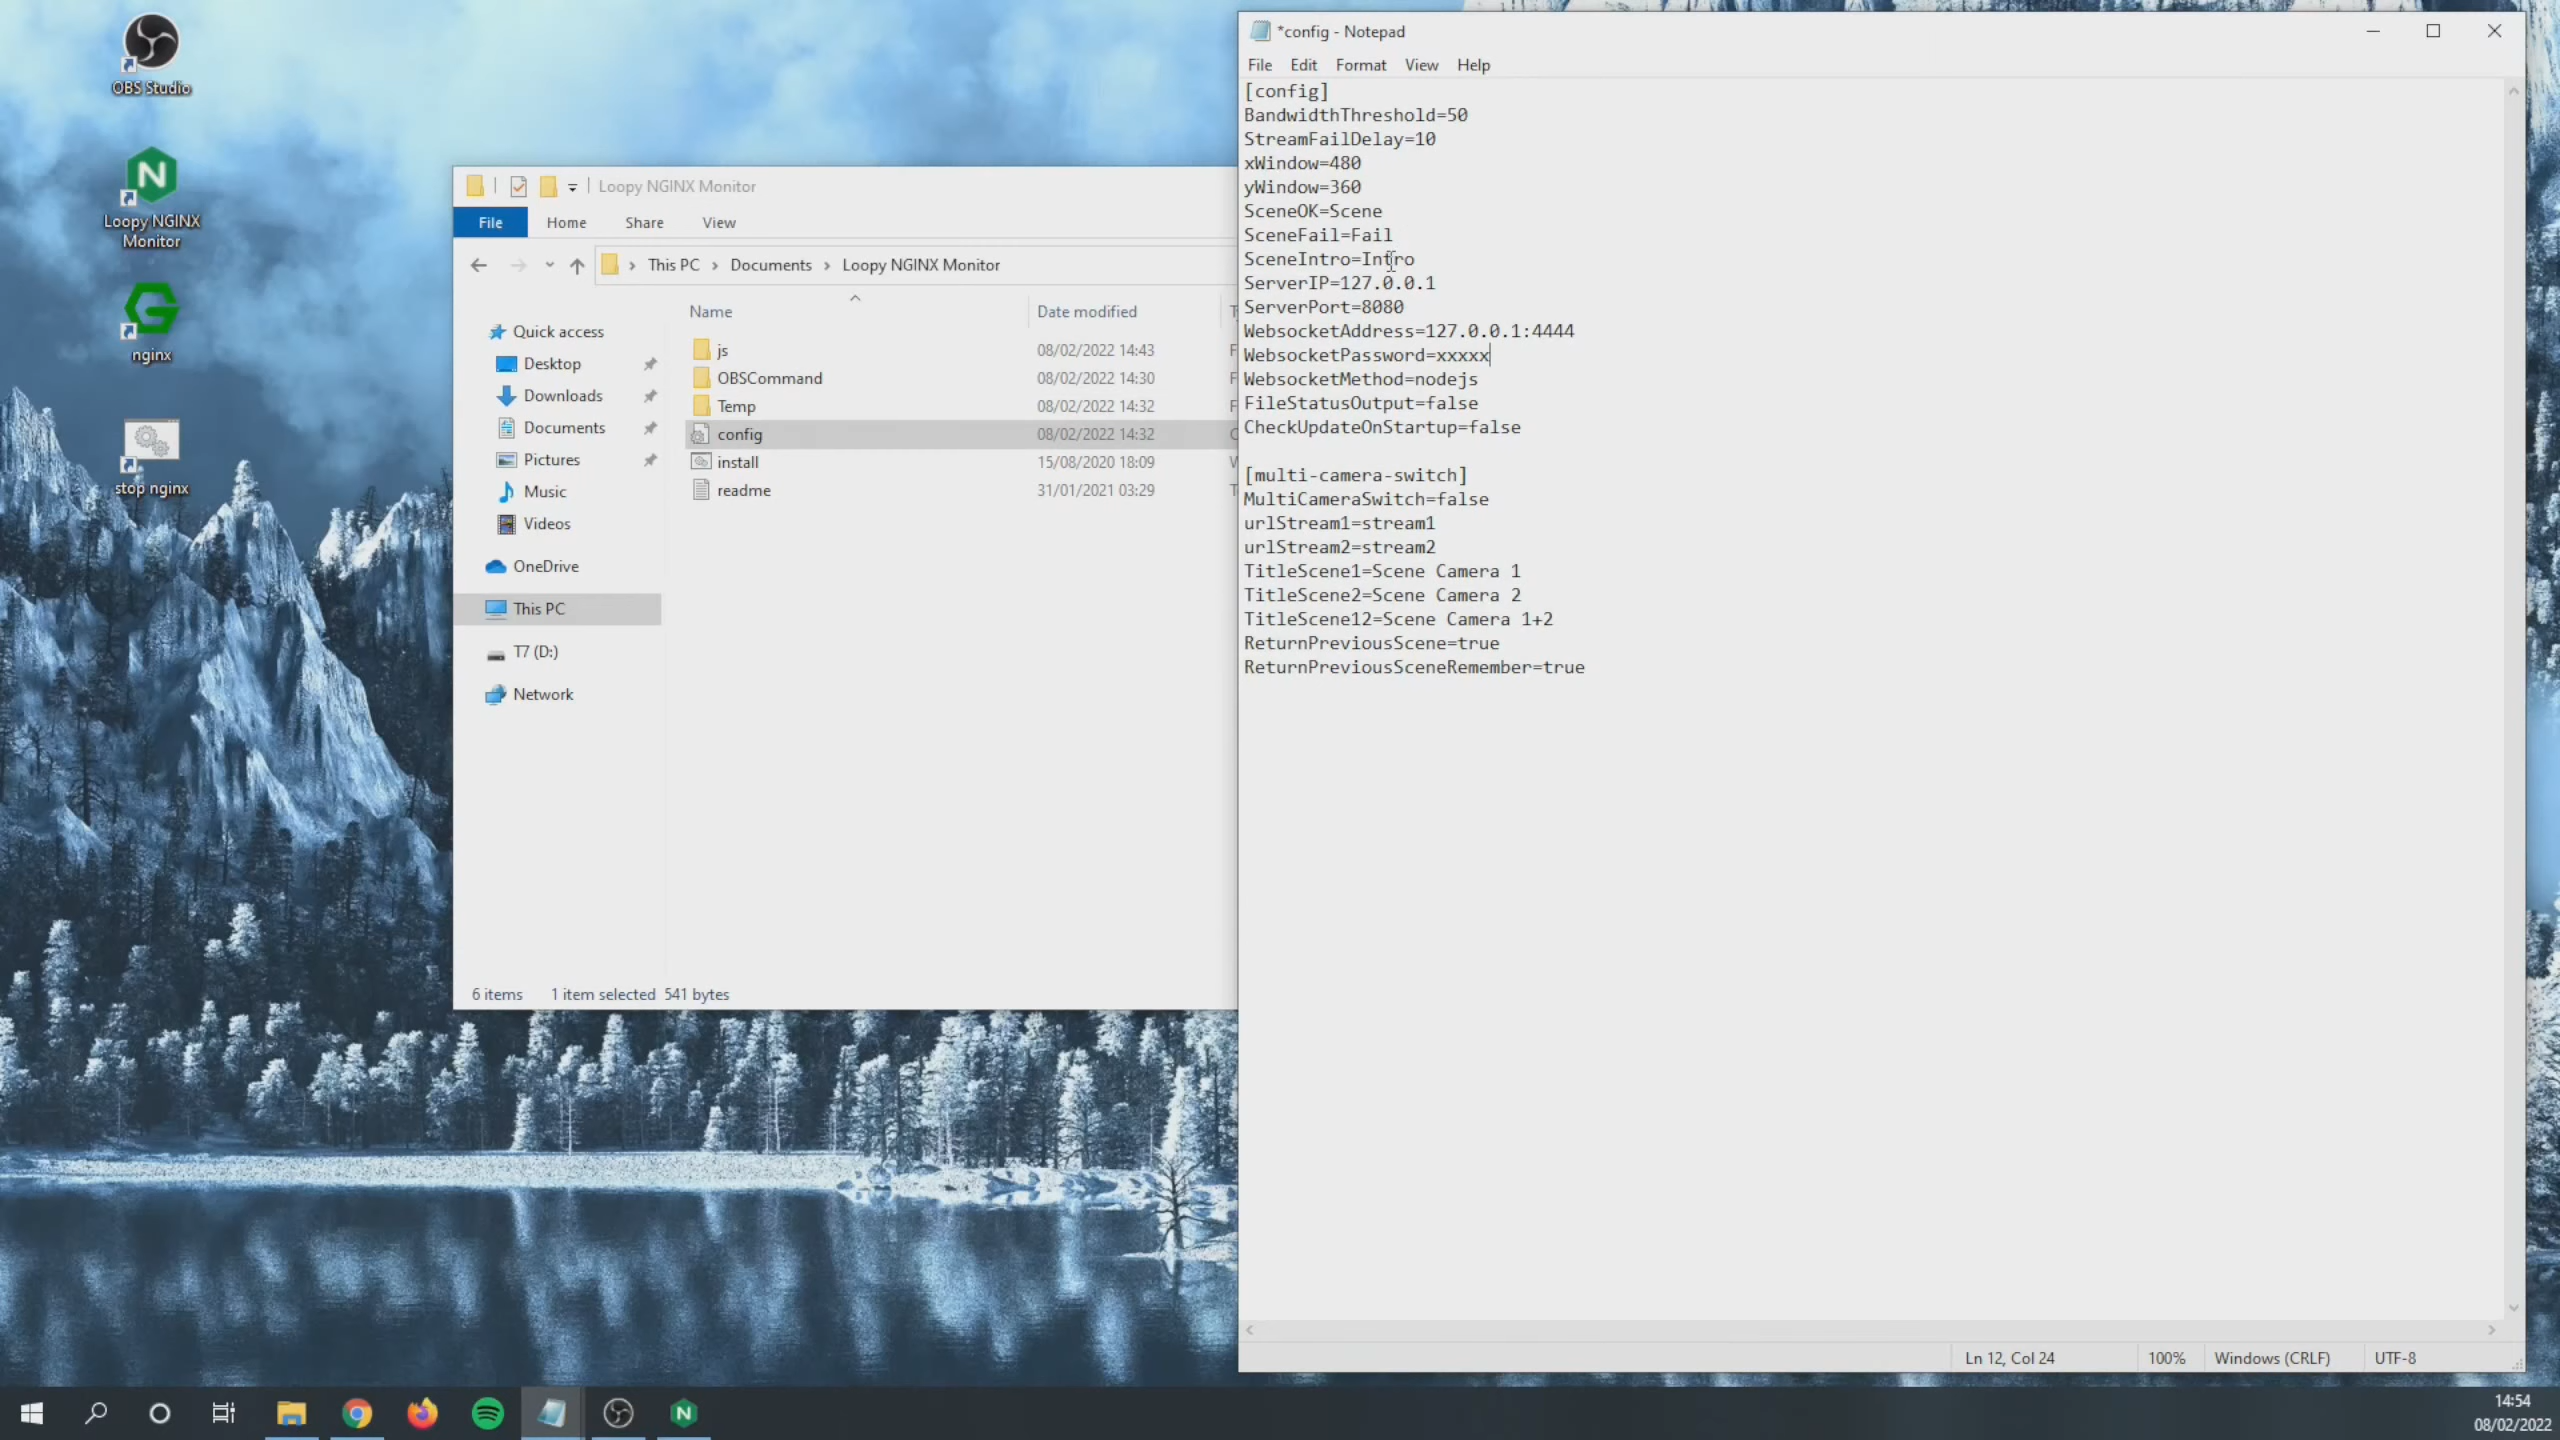 OBS Studio
Loopy NGINX
Monitor
nginx
stop nginx
Loopy NGINX Monitor
File
Home
Share
View
This PC
Documents
Loopy NGINX Monitor
Name
Date modified
Quick access
Desktop
Downloads
Documents
Pictures
Music
Videos
OneDrive
This PC
T7 (D:)
Network
js 08/02/2022 14:43 F
OBSCommand 08/02/2022 14:30 F
Temp 08/02/2022 14:32 F
config 08/02/2022 14:32
install 15/08/2020 18:09
readme 31/01/2021 03:29
6 items 1 item selected 541 bytes
*config - Notepad
File Edit Format View Help
[config]
BandwidthThreshold=50
StreamFailDelay=10
xWindow=480
yWindow=360
SceneOK=Scene
SceneFail=Fail
SceneIntro=Intro
ServerIP=127.0.0.1
ServerPort=8080
WebsocketAddress=127.0.0.1:4444
WebsocketPassword=xxxxx
WebsocketMethod=nodejs
FileStatusOutput=false
CheckUpdateOnStartup=false
[multi-camera-switch]
MultiCameraSwitch=false
urlStream1=stream1
urlStream2=stream2
TitleScene1=Scene Camera 1
TitleScene2=Scene Camera 2
TitleScene12=Scene Camera 1+2
ReturnPreviousScene=true
ReturnPreviousSceneRemember=true
Ln 12, Col 24
100%
Windows (CRLF)
UTF-8
14:54
08/02/2022